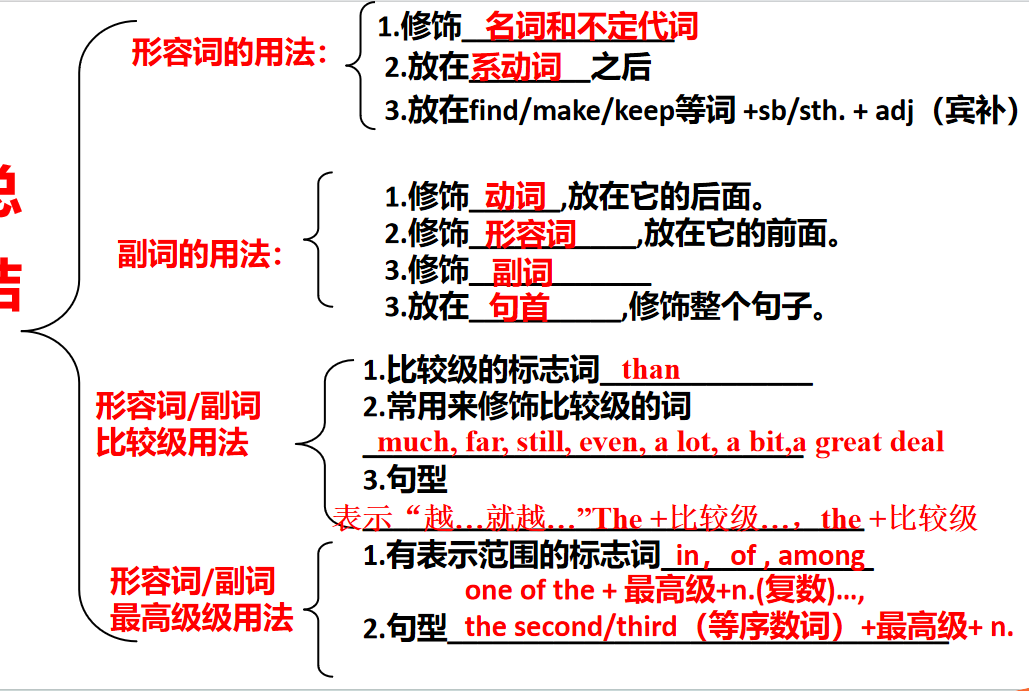 总
结
形容词的用法：
1.修饰 名词和不定代词
2.放在系动词 之后
3.放在find/make/keep等词 +sb/sth. + adj（宾补）
副词的用法：
1.修饰 动词 ,放在它的后面。
2.修饰 形容词 ,放在它的前面。
3.修饰 副词
3.放在 句首 ,修饰整个句子。
形容词/副词
比较级用法
1.比较级的标志词 than
2.常用来修饰比较级的词
much, far, still, even, a lot, a bit,a great deal
3.句型
表示“越…就越…”The +比较级…，the +比较级
形容词/副词
最高级级用法
1.有表示范围的标志词 in，of , among
one of the + 最高级+n.(复数)…,
2.句型 the second/third（等序数词）+最高级+ n.